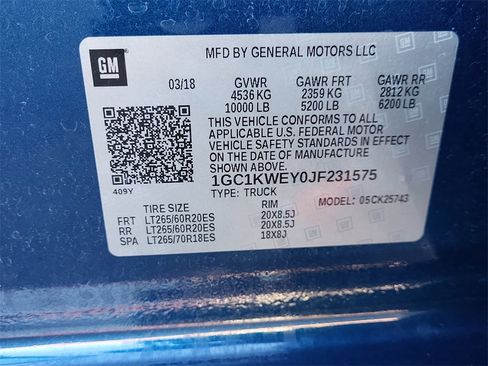 GM
MFD BY GENERAL MOTORS LLC
03/18 GVWR GAWR FRT GAWR RR
4536 KG 2359 KG 2812 KG
10000 LB 5200 LB 6200 LB
THIS VEHICLE CONFORMS TO ALL
APPLICABLE U.S. FEDERAL MOTOR
VEHICLE SAFETY STANDARDS IN EFFECT
ON THE DATE OF MANUFACTURE
SHOWN ABOVE.
409Y
1GC1KWEY0JF231575
TYPE: TRUCK MODEL: 05CK25743
TIRE SIZE RIM
FRT LT265/60R20ES 20X8.5J
RR LT265/60R20ES 20X8.5J
SPA LT265/70R18ES 18X8J